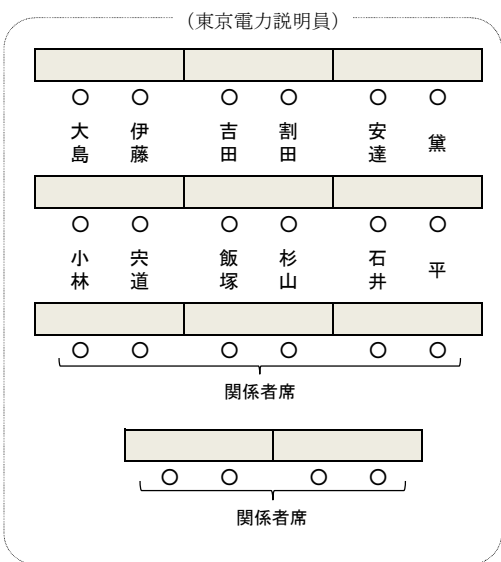 （東京電力説明員）
大島 伊藤 吉田 割田 安達 黛
小林 宍道 飯塚 杉山 石井 平
関係者席
関係者席